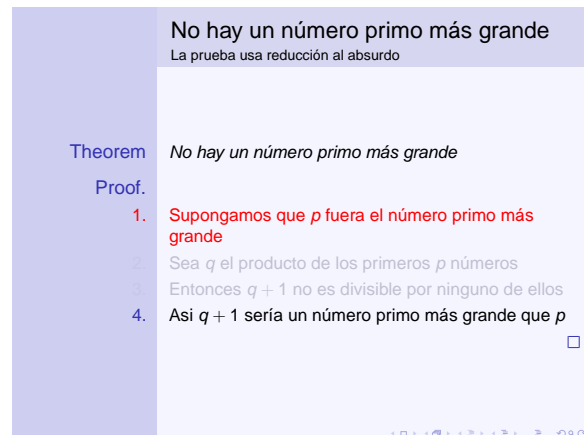 No hay un número primo más grande
La prueba usa reducción al absurdo
Theorem No hay un número primo más grande
Proof.
1. Supongamos que p fuera el número primo más
grande
2. Sea q el producto de los primeros p números
3. Entonces q + 1 no es divisible por ninguno de ellos
4. Asi q + 1 sería un número primo más grande que p